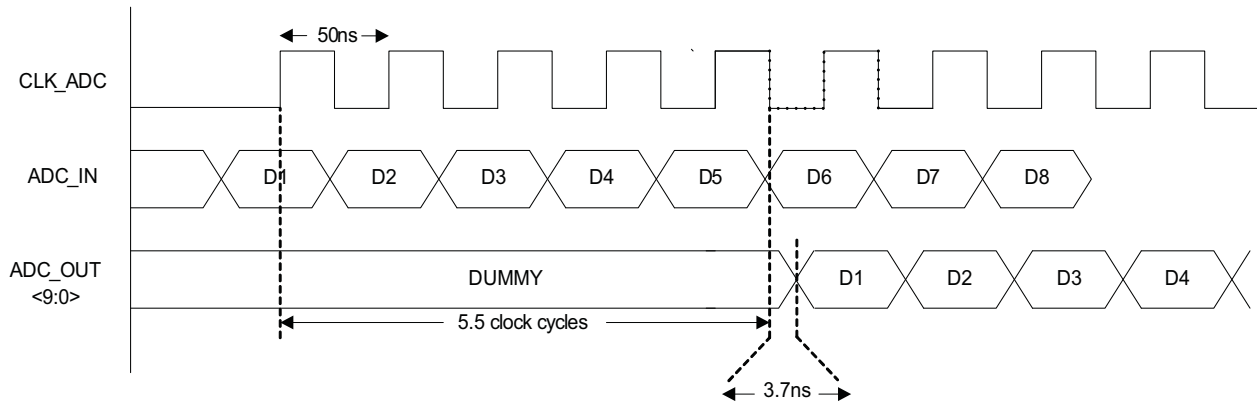 50ns
CLK_ADC
ADC_IN
D1 D2 D3 D4 D5 D6 D7 D8
ADC_OUT
<9:0>
DUMMY
D1 D2 D3 D4
5.5 clock cycles
3.7ns